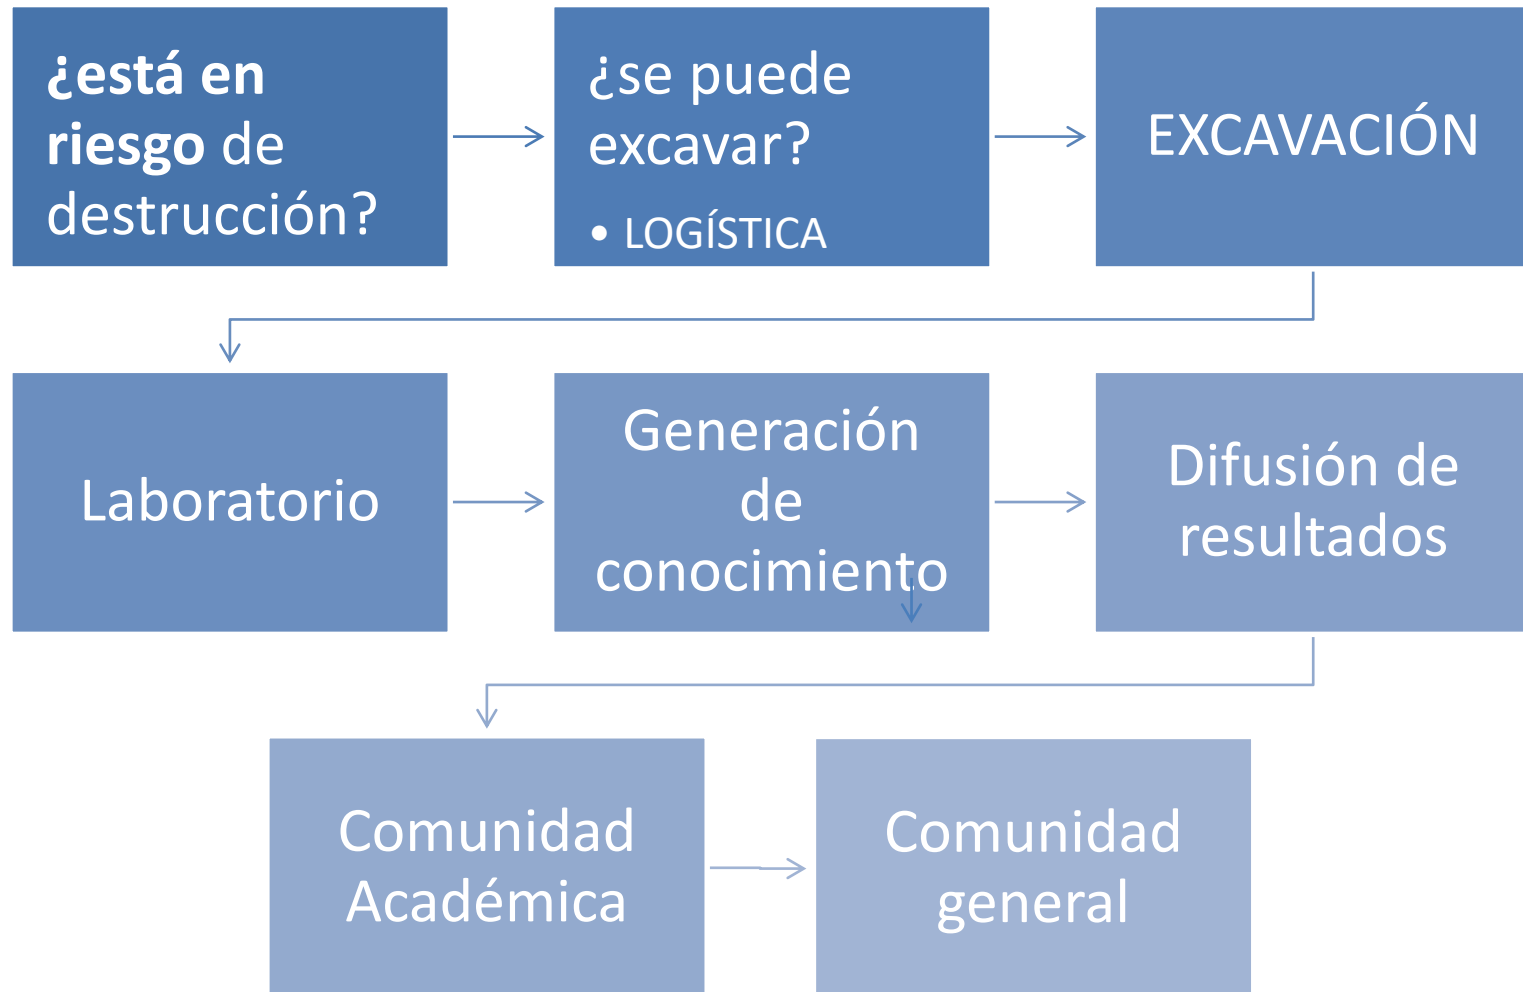 ¿está en
riesgo de
destrucción?
¿se puede
excavar?
• LOGÍSTICA
EXCAVACIÓN
Laboratorio
Generación
de
conocimiento
Difusión de
resultados
Comunidad
Académica
Comunidad
general